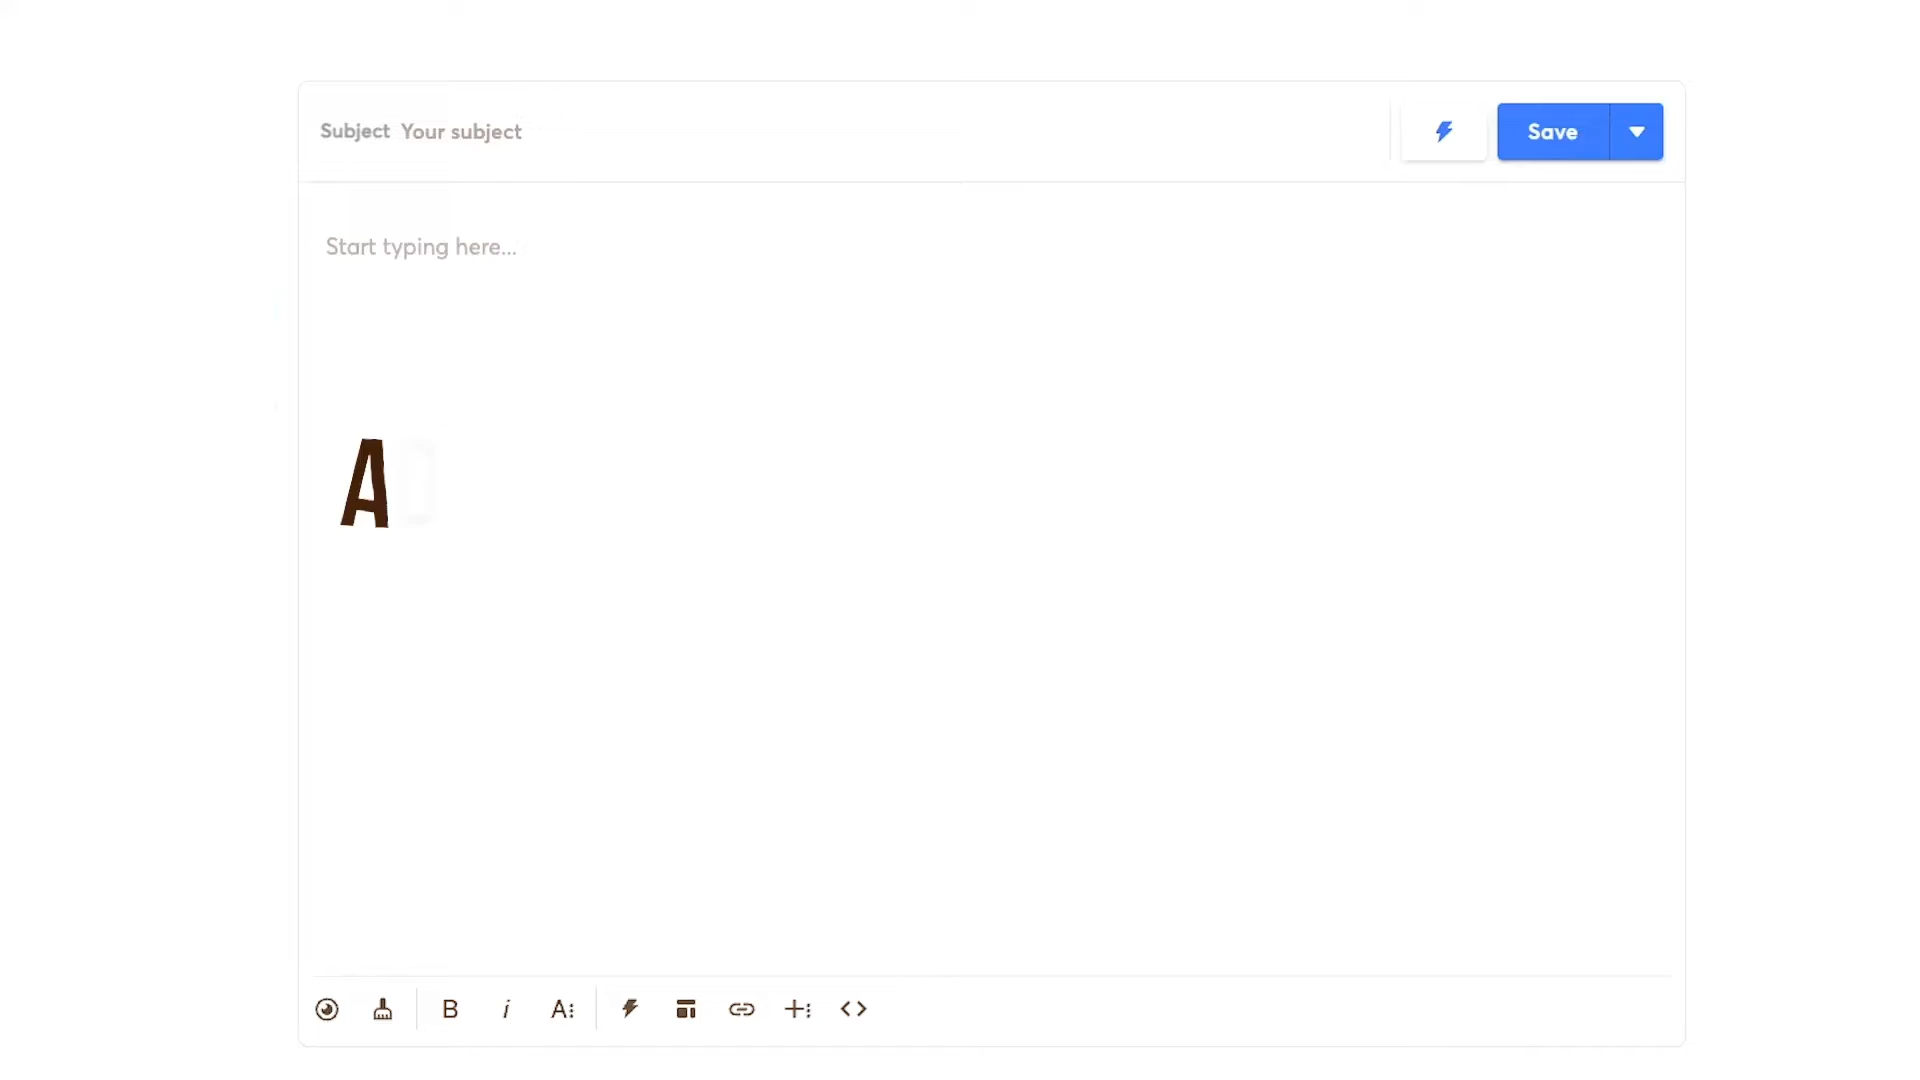 Subject Your subject
Save
Start typing here...
A
B i A